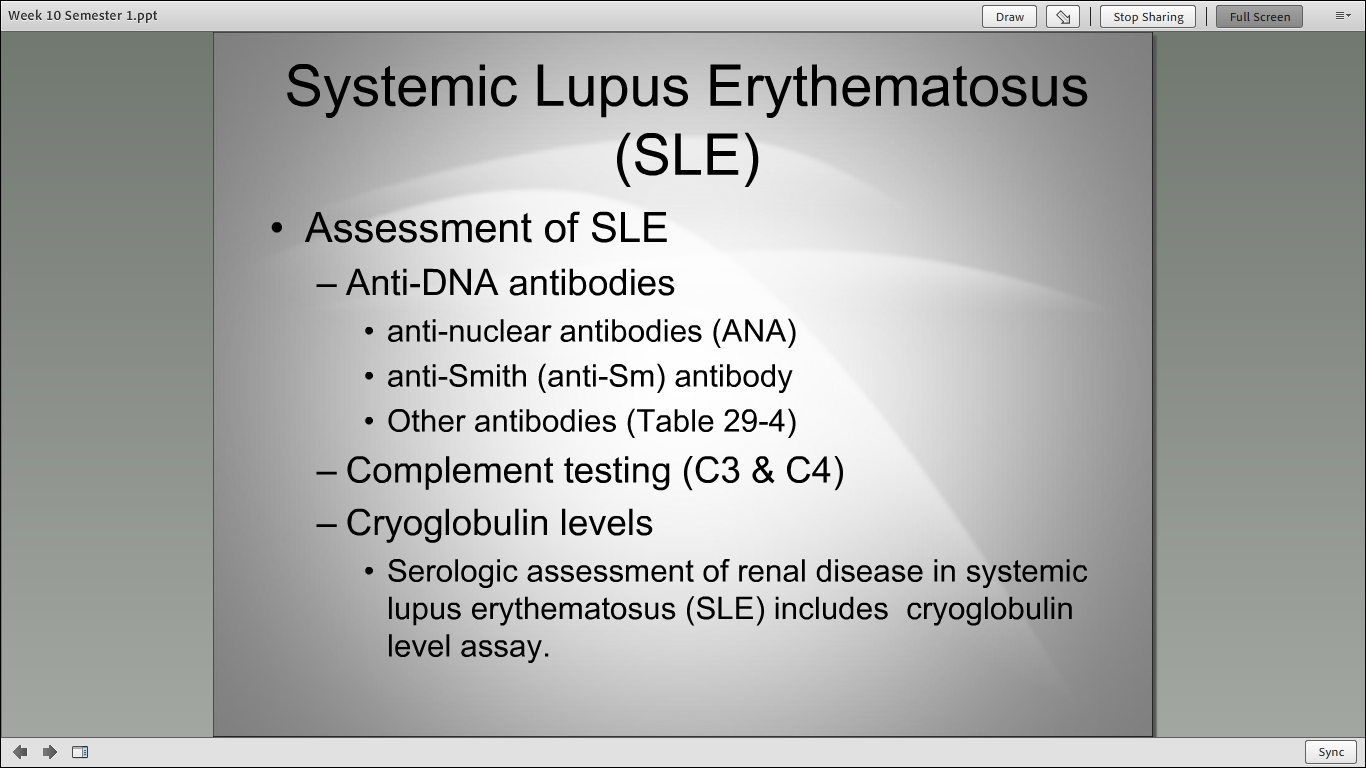 Week 10 Semester 1.ppt
Draw
Stop Sharing
Full Screen
Systemic Lupus Erythematosus
(SLE)
• Assessment of SLE
– Anti-DNA antibodies
• anti-nuclear antibodies (ANA)
• anti-Smith (anti-Sm) antibody
• Other antibodies (Table 29-4)
– Complement testing (C3 & C4)
– Cryoglobulin levels
• Serologic assessment of renal disease in systemic
lupus erythematosus (SLE) includes  cryoglobulin
level assay.
Sync